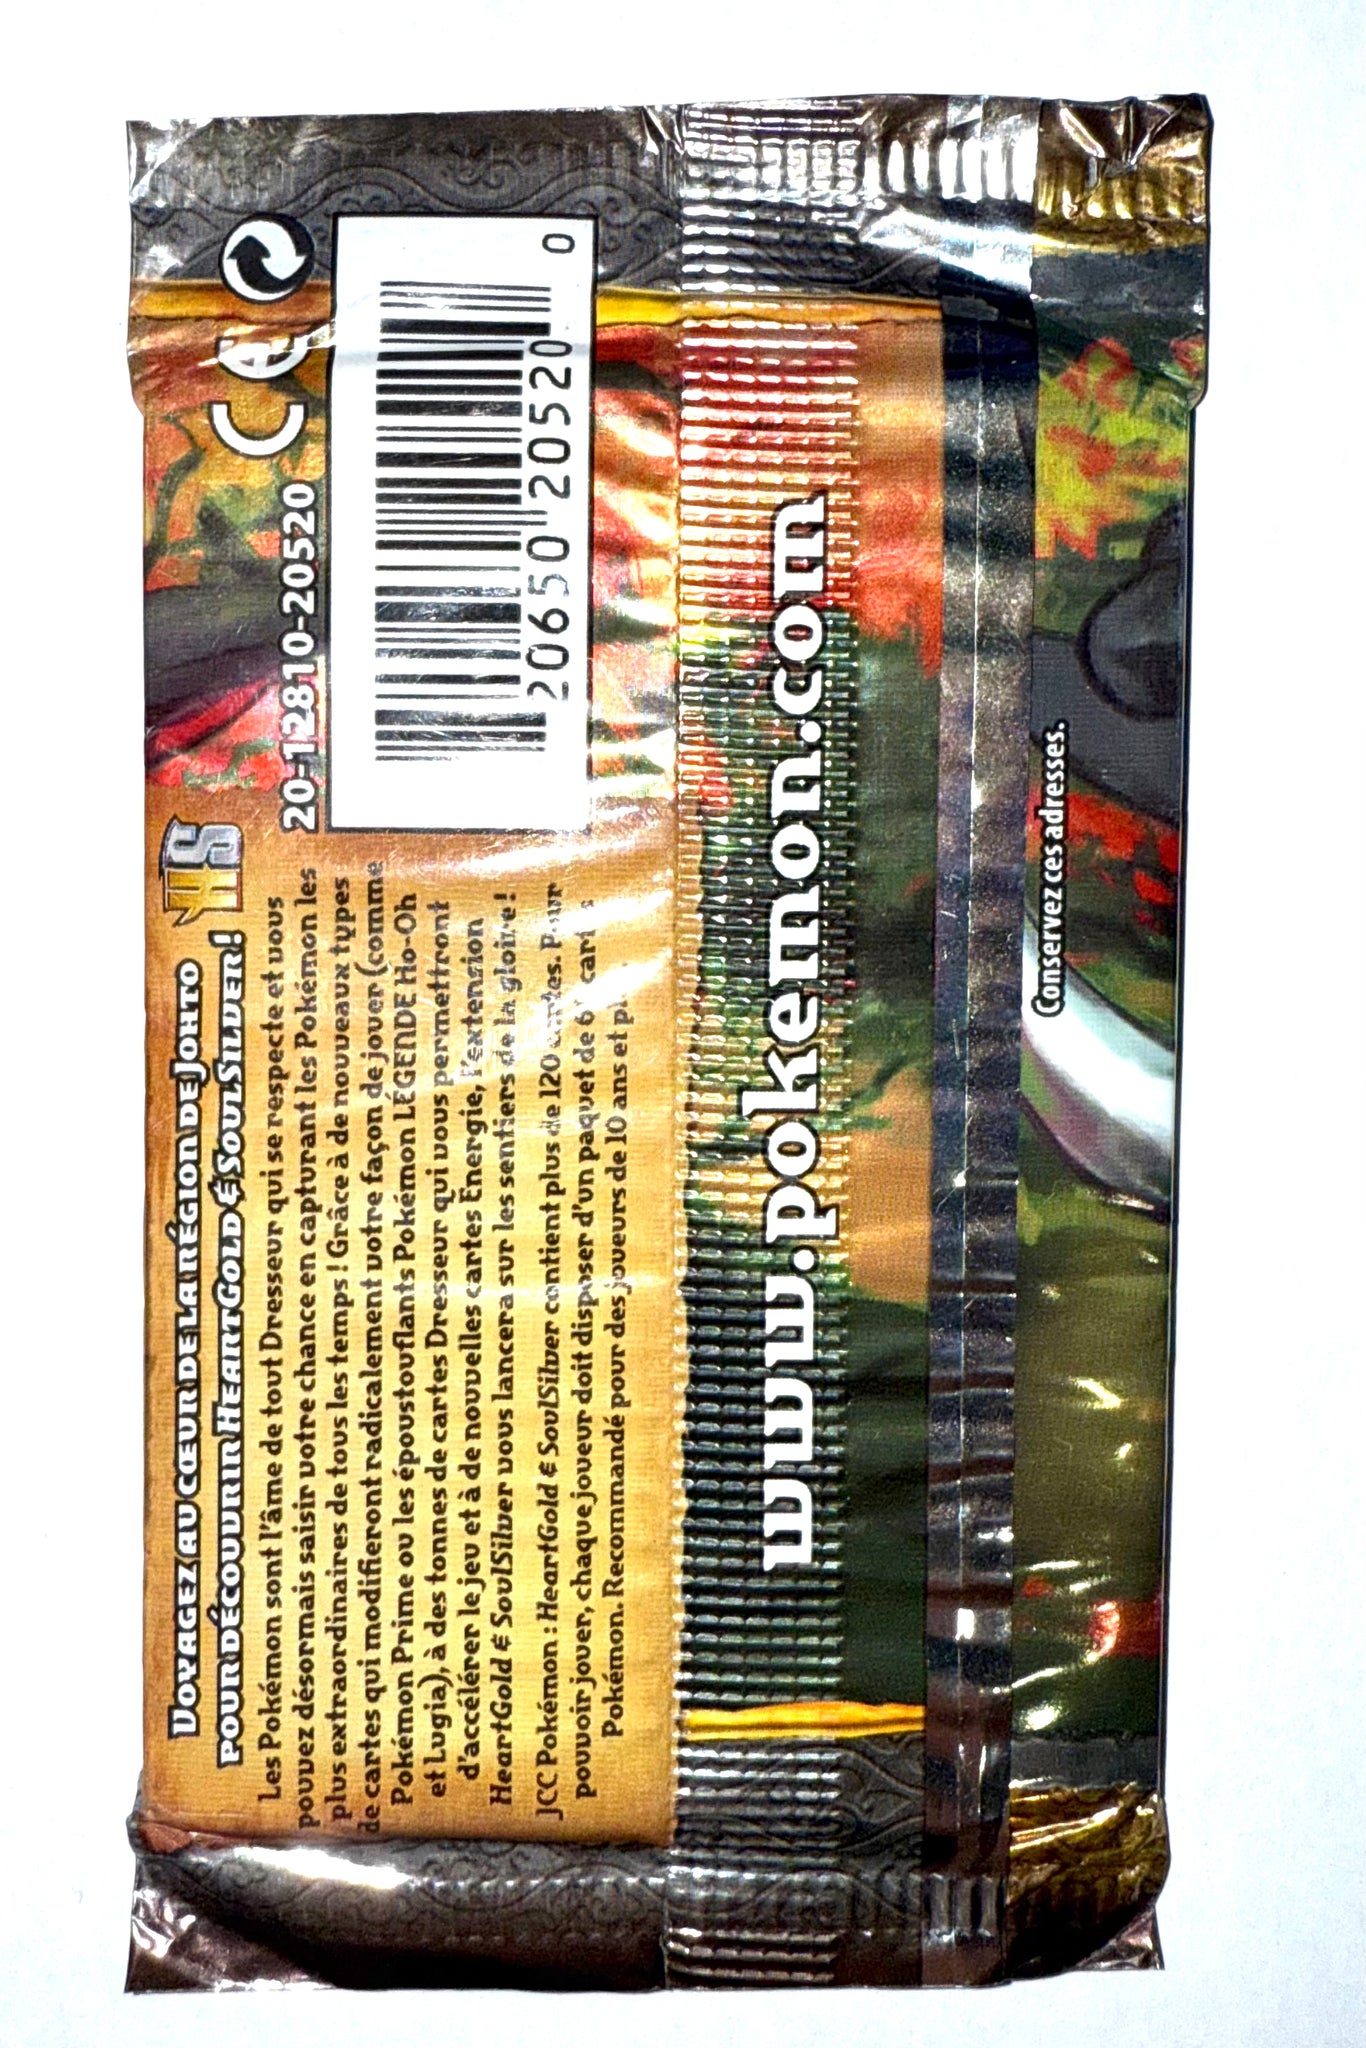 VOYAGEZ AU CŒUR DE LA RÉGION DE JOHTO
POUR DÉCOUVRIR HEARTGOLD & SOULSILVER!
HS
Les Pokémon sont l'âme de tout Dresseur qui se respecte et vous
pouvez désormais saisir votre chance en capturant les Pokémon les
plus extraordinaires de tous les temps! Grâce à de nouveaux types
de cartes qui modifieront radicalement votre façon de jouer (comme
Pokémon Prime ou les époustouflants Pokémon LÉGENDE Ho-Oh
et Lugia), à des tonnes de cartes Dresseur qui vous permettront
d'accélérer le jeu et à de nouvelles cartes Énergie, l'extension
HeartGold & SoulSilver vous lancera sur les sentiers de la gloire!
JCC Pokémon : HeartGold & SoulSilver contient plus de 120 cartes. Pour
pouvoir jouer, chaque joueur doit disposer d'un paquet de 60 cartes
Pokémon. Recommandé pour des joueurs de 10 ans et
CE
20-12810-20520
20650 20520 0
www.pokemon.com
Conservez ces adresses.